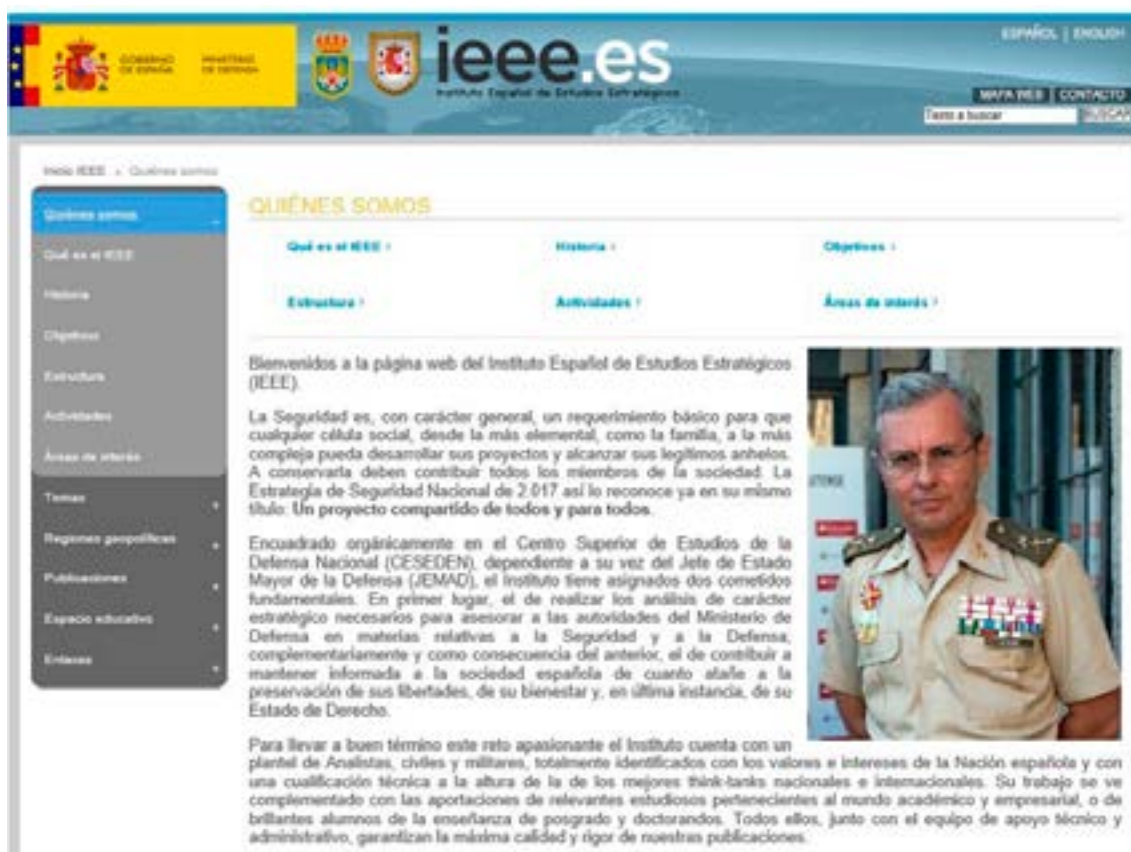 ESPAÑOL | ENGLISH
GOBIERNO DE ESPAÑA
MINISTERIO DE DEFENSA
ieee.es
Instituto Español de Estudios Estratégicos
MAPA WEB | CONTACTO
Texto a buscar BUSCAR
Inicio IEEE » Quiénes somos
Quiénes somos
Qué es el IEEE
Historia
Objetivos
Estructura
Actividades
Áreas de interés
Temas
Regiones geopolíticas
Publicaciones
Espacio educativo
Enlaces
QUIÉNES SOMOS
Qué es el IEEE › Historia › Objetivos ›
Estructura › Actividades › Áreas de interés ›
Bienvenidos a la página web del Instituto Español de Estudios Estratégicos
(IEEE).
La Seguridad es, con carácter general, un requerimiento básico para que
cualquier célula social, desde la más elemental, como la familia, a la más
compleja pueda desarrollar sus proyectos y alcanzar sus legítimos anhelos.
A conservarla deben contribuir todos los miembros de la sociedad. La
Estrategia de Seguridad Nacional de 2.017 así lo reconoce ya en su mismo
título: Un proyecto compartido de todos y para todos.
Encuadrado orgánicamente en el Centro Superior de Estudios de la
Defensa Nacional (CESEDEN), dependiente a su vez del Jefe de Estado
Mayor de la Defensa (JEMAD), el Instituto tiene asignados dos cometidos
fundamentales. En primer lugar, el de realizar los análisis de carácter
estratégico necesarios para asesorar a las autoridades del Ministerio de
Defensa en materias relativas a la Seguridad y a la Defensa;
complementariamente y como consecuencia del anterior, el de contribuir a
mantener informada a la sociedad española de cuanto atañe a la
preservación de sus libertades, de su bienestar y, en última instancia, de su
Estado de Derecho.
Para llevar a buen término este reto apasionante el Instituto cuenta con un
plantel de Analistas, civiles y militares, totalmente identificados con los valores e intereses de la Nación española y con
una cualificación técnica a la altura de la de los mejores think-tanks nacionales e internacionales. Su trabajo se ve
complementado con las aportaciones de relevantes estudiosos pertenecientes al mundo académico y empresarial, o de
brillantes alumnos de la enseñanza de posgrado y doctorandos. Todos ellos, junto con el equipo de apoyo técnico y
administrativo, garantizan la máxima calidad y rigor de nuestras publicaciones.